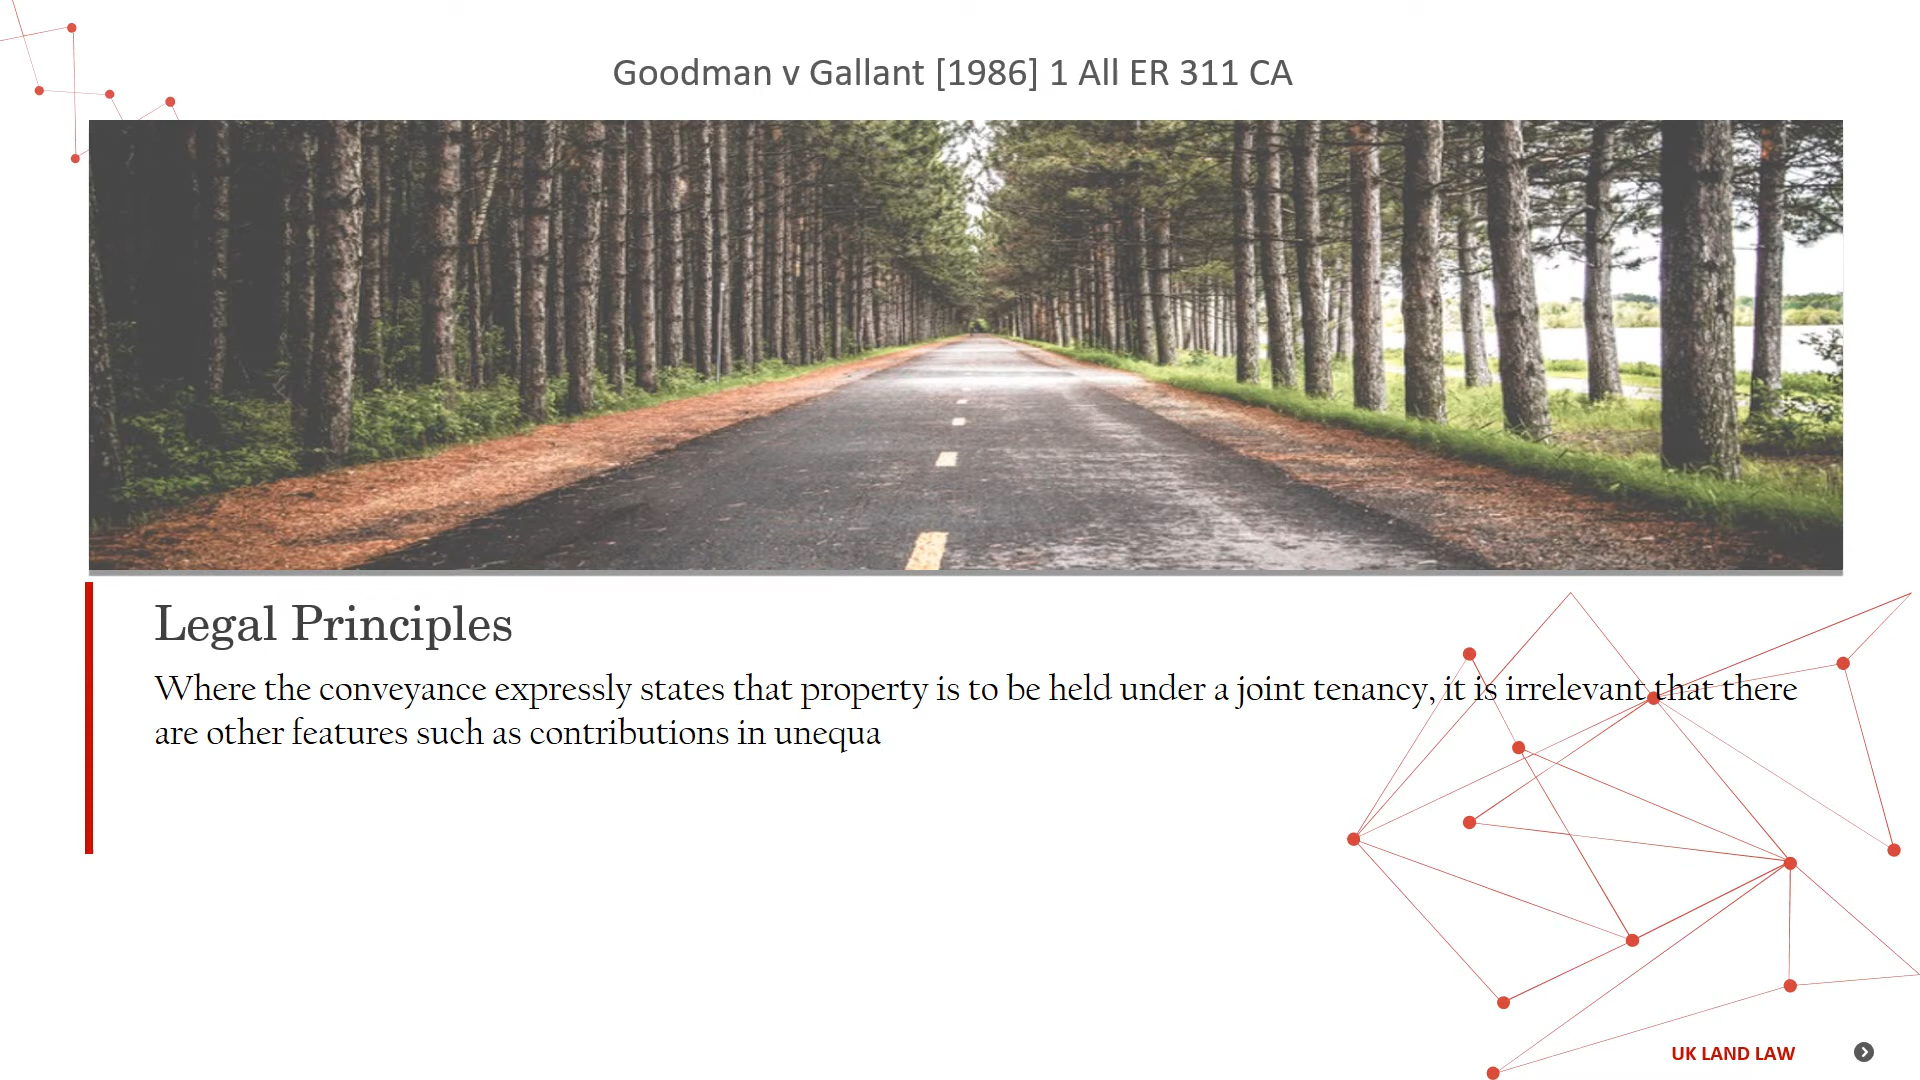 Goodman v Gallant [1986] 1 All ER 311 CA
Legal Principles
Where the conveyance expressly states that property is to be held under a joint tenancy, it is irrelevant that there
are other features such as contributions in unequa
UK LAND LAW